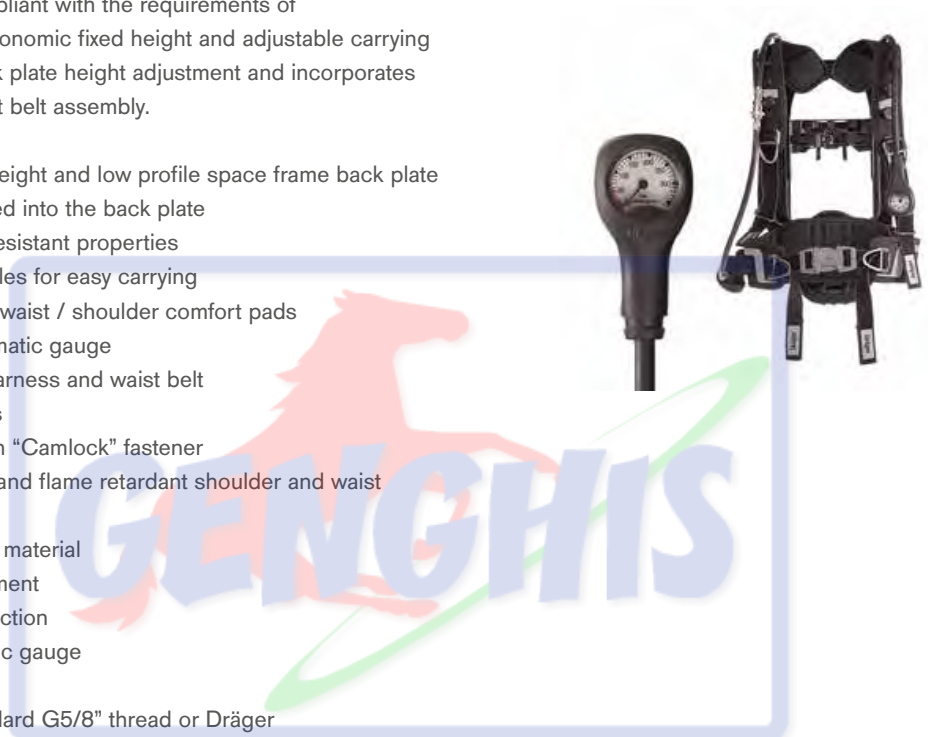 pliant with the requirements of
onomic fixed height and adjustable carrying
k plate height adjustment and incorporates
t belt assembly.
eight and low profile space frame back plate
ed into the back plate
esistant properties
les for easy carrying
waist / shoulder comfort pads
matic gauge
arness and waist belt
s
n “Camlock” fastener
and flame retardant shoulder and waist
material
ment
ction
c gauge
dard G5/8” thread or Dräger
GENGHIS
Dräger